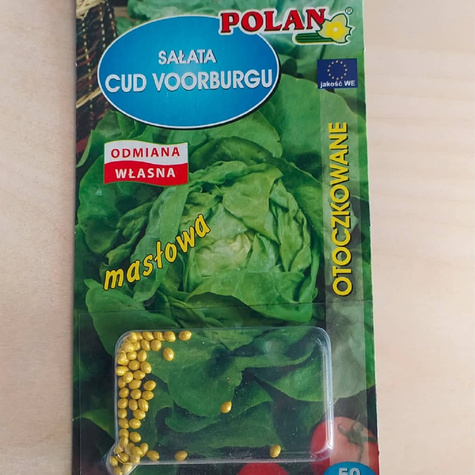 POLAN
®
SAŁATA
CUD VOORBURGU
jakość WE
ODMIANA
WŁASNA
OTOCZKOWANE
masłowa
50